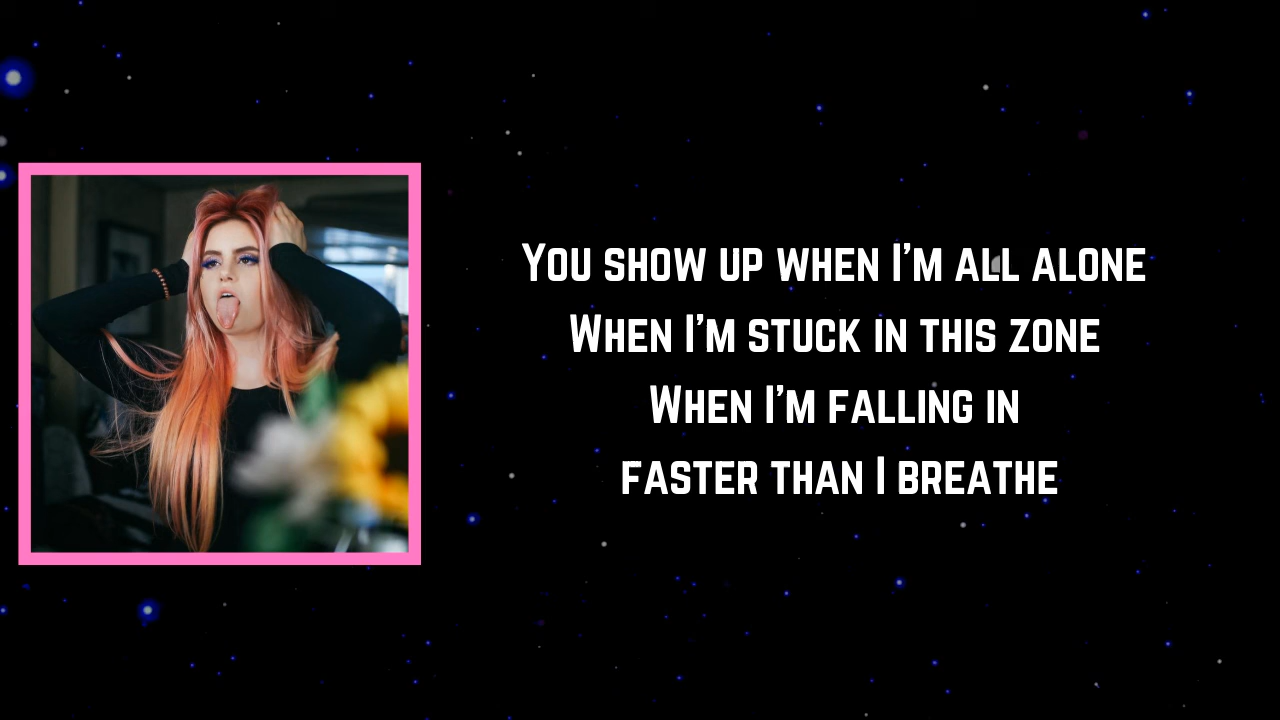 You show up when I'm all alone
When I'm stuck in this zone
When I'm falling in
faster than I breathe